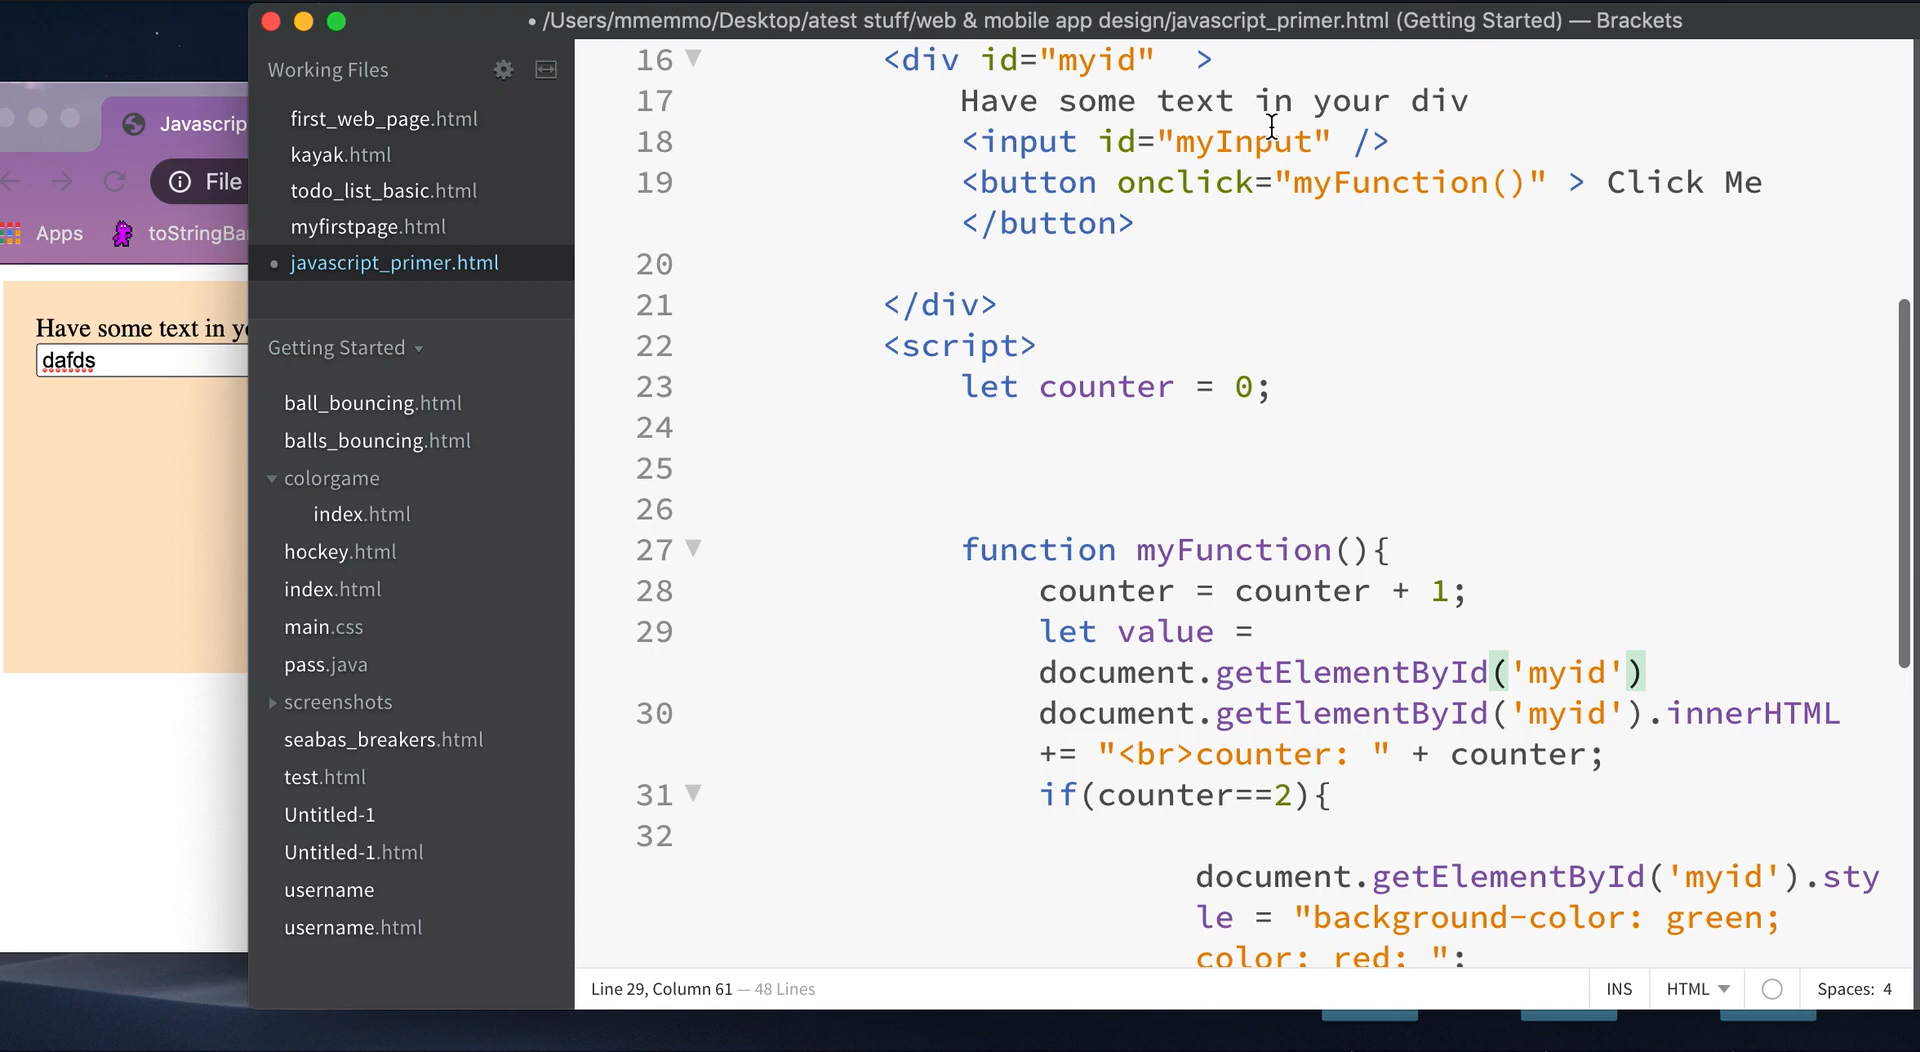 • /Users/mmemmo/Desktop/atest stuff/web & mobile app design/javascript_primer.html (Getting Started) — Brackets
Javascrip
File
Apps
toStringBa
Have some text in yo
dafds
Working Files
first_web_page.html
kayak.html
todo_list_basic.html
myfirstpage.html
javascript_primer.html
Getting Started
ball_bouncing.html
balls_bouncing.html
colorgame
index.html
hockey.html
index.html
main.css
pass.java
screenshots
seabas_breakers.html
test.html
Untitled-1
Untitled-1.html
username
username.html
16 <div id="myid"  >
17 Have some text in your div
18 <input id="myInput" />
19 <button onclick="myFunction()" > Click Me
</button>
20
21 </div>
22 <script>
23 let counter = 0;
24
25
26
27 function myFunction(){
28 counter = counter + 1;
29 let value =
document.getElementById('myid')
30 document.getElementById('myid').innerHTML
+= "<br>counter: " + counter;
31 if(counter==2){
32
document.getElementById('myid').sty
le = "background-color: green;
color: red; ";
Line 29, Column 61 — 48 Lines
INS
HTML
Spaces: 4